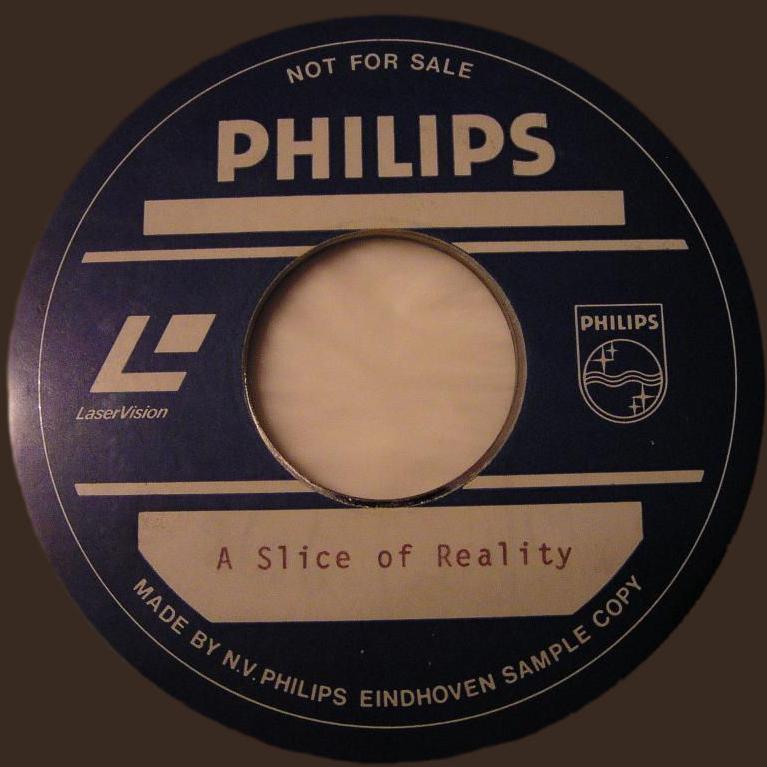 NOT FOR SALE
PHILIPS
LaserVision
PHILIPS
A Slice of Reality
MADE BY N.V. PHILIPS EINDHOVEN SAMPLE COPY